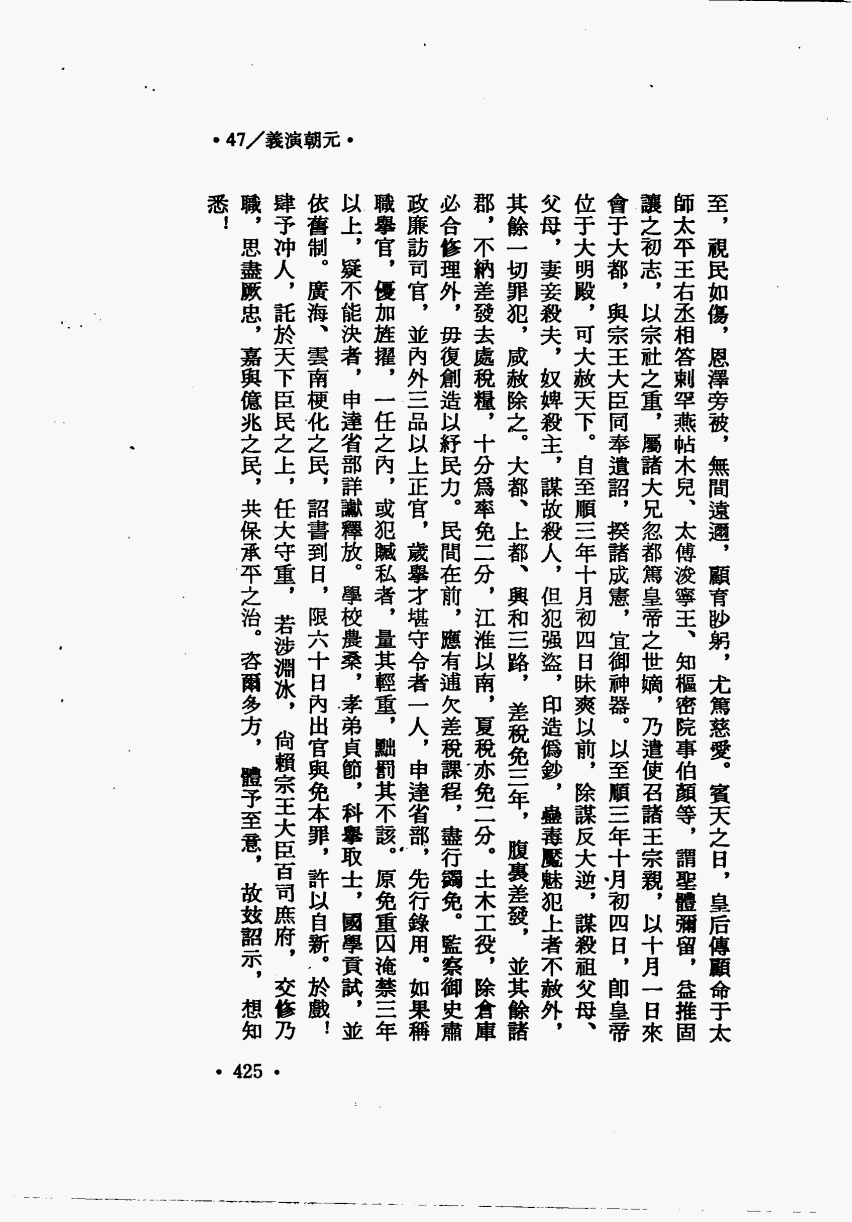 •元朝演義／47•
至，視民如傷，恩澤旁被，無間遠邇，顧育眇躬，尤篤慈愛。賓天之日，皇后傳顧命于太
師太平王右丞相答剌罕燕帖木兒、太傅浚寧王、知樞密院事伯顏等，謂聖體彌留，益推固
讓之初志，以宗社之重，屬諸大兄忽都篤皇帝之世嫡，乃遣使召諸王宗親，以十月一日來
會于大都，與宗王大臣同奉遺詔，揆諸成憲，宜御神器。以至順三年十月初四日，卽皇帝
位于大明殿，可大赦天下。自至順三年十月初四日昧爽以前，除謀反大逆，謀殺祖父母、
父母，妻妾殺夫，奴婢殺主，謀故殺人，但犯强盜，印造僞鈔，蠱毒魘魅犯上者不赦外，
其餘一切罪犯，咸赦除之。大都、上都、興和三路，差稅免三年，腹裏差發，並其餘諸
郡，不納差發去處稅糧，十分爲率免二分，江淮以南，夏稅亦免二分。土木工役，除倉庫
必合修理外，毋復創造以紓民力。民間在前，應有逋欠差稅課程，盡行蠲免。監察御史肅
政廉訪司官，並內外三品以上正官，歲舉才堪守令者一人，申達省部，先行錄用。如果稱
職舉官，優加旌擢，一任之內，或犯贓私者，量其輕重，黜罰其不該。原免重囚淹禁三年
以上，疑不能決者，申達省部詳讞釋放。學校農桑，孝弟貞節，科舉取士，國學貢試，並
依舊制。廣海、雲南梗化之民，詔書到日，限六十日內出官與免本罪，許以自新。於戲！
肆予冲人，託於天下臣民之上，任大守重，若涉淵冰，尙賴宗王大臣百司庶府，交修乃
職，思盡厥忠，嘉與億兆之民，共保承平之治。咨爾多方，體予至意，故玆詔示，想知
悉！
•425•